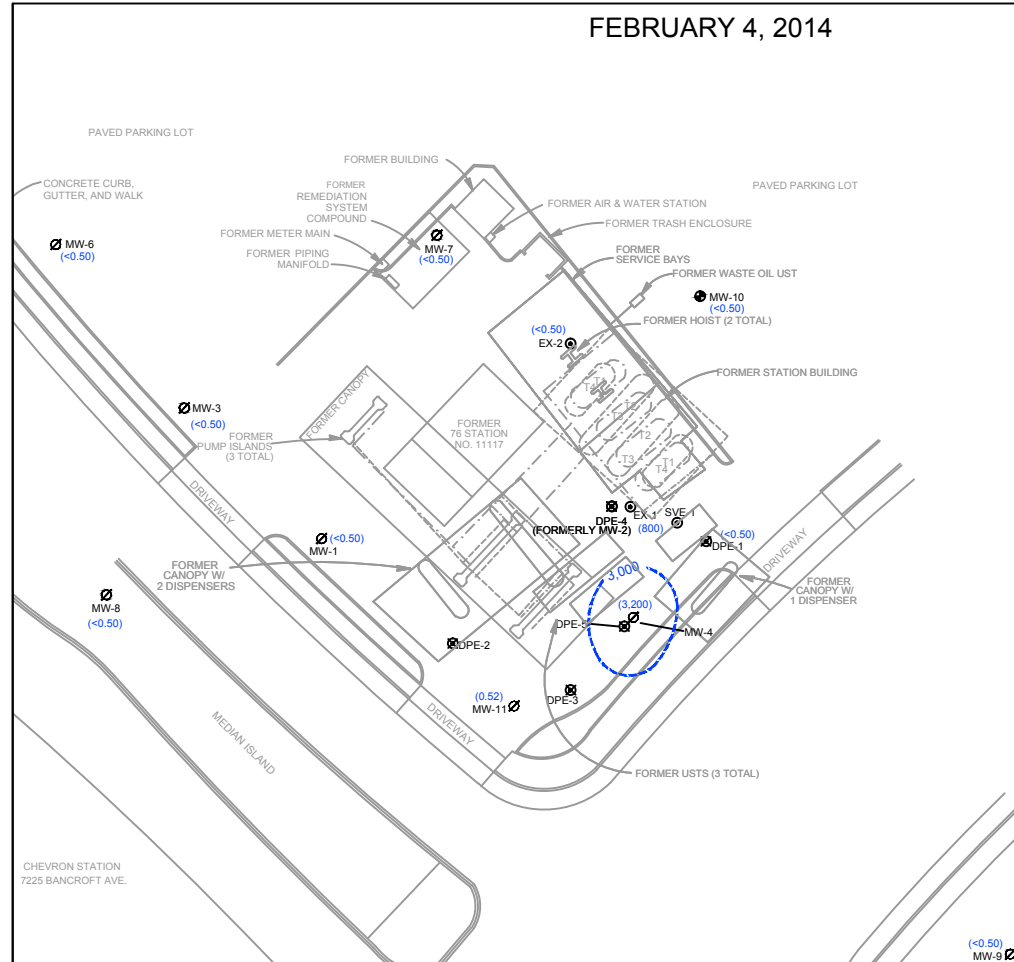 FEBRUARY 4, 2014
PAVED PARKING LOT
FORMER BUILDING
CONCRETE CURB,
GUTTER, AND WALK
FORMER
REMEDIATION
SYSTEM
COMPOUND
PAVED PARKING LOT
FORMER AIR & WATER STATION
FORMER TRASH ENCLOSURE
FORMER METER MAIN
MW-6
(<0.50)
MW-7
(<0.50)
FORMER PIPING
MANIFOLD
FORMER
SERVICE BAYS
FORMER WASTE OIL UST
MW-10
(<0.50)
FORMER HOIST (2 TOTAL)
(<0.50)
EX-2
FORMER STATION BUILDING
FORMER CANOPY
T1
T4
T2
T3
T2
T3
T1
T4
MW-3
(<0.50)
FORMER
76 STATION
NO. 11117
FORMER
PUMP ISLANDS
(3 TOTAL)
DRIVEWAY
DPE-4
(FORMERLY MW-2)
EX-1
(800)
SVE-1
(<0.50)
DPE-1
DRIVEWAY
MW-1
(<0.50)
FORMER
CANOPY W/
2 DISPENSERS
3,000
FORMER
CANOPY W/
1 DISPENSER
MW-8
(<0.50)
(3,200)
DPE-5
MW-4
DPE-2
DPE-3
(0.52)
MW-11
DRIVEWAY
MEDIAN ISLAND
FORMER USTS (3 TOTAL)
CHEVRON STATION
7225 BANCROFT AVE.
(<0.50)
MW-9